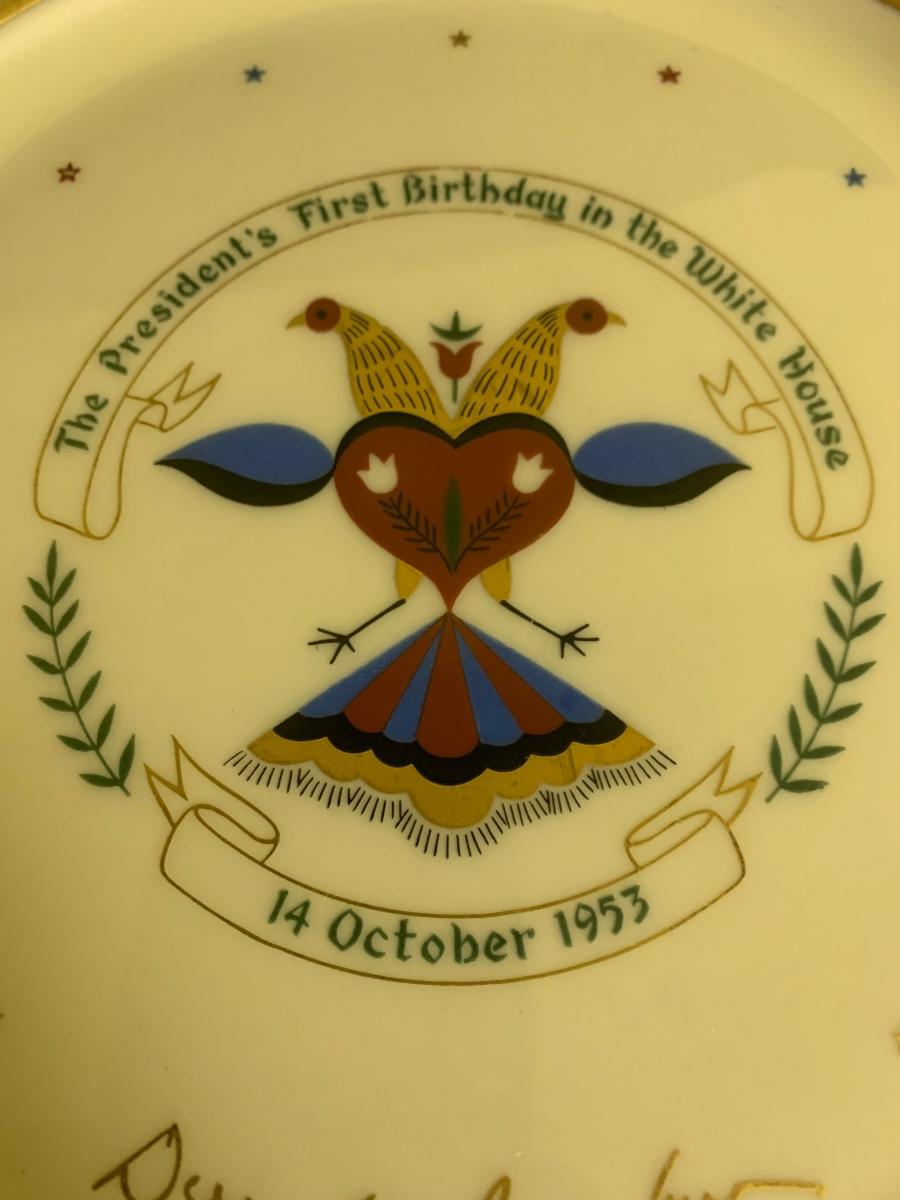 The President's First Birthday in the White House
14 October 1953